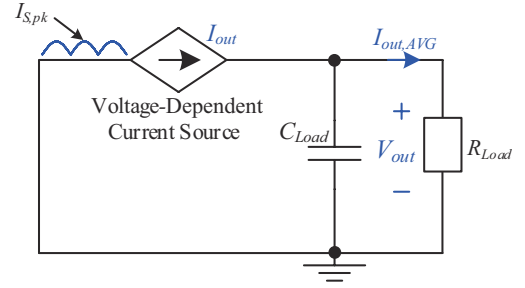 I_{S,pk}
I_{out}
I_{out,AVG}
Voltage-Dependent
Current Source
C_{Load}
+
V_{out}
−
R_{Load}